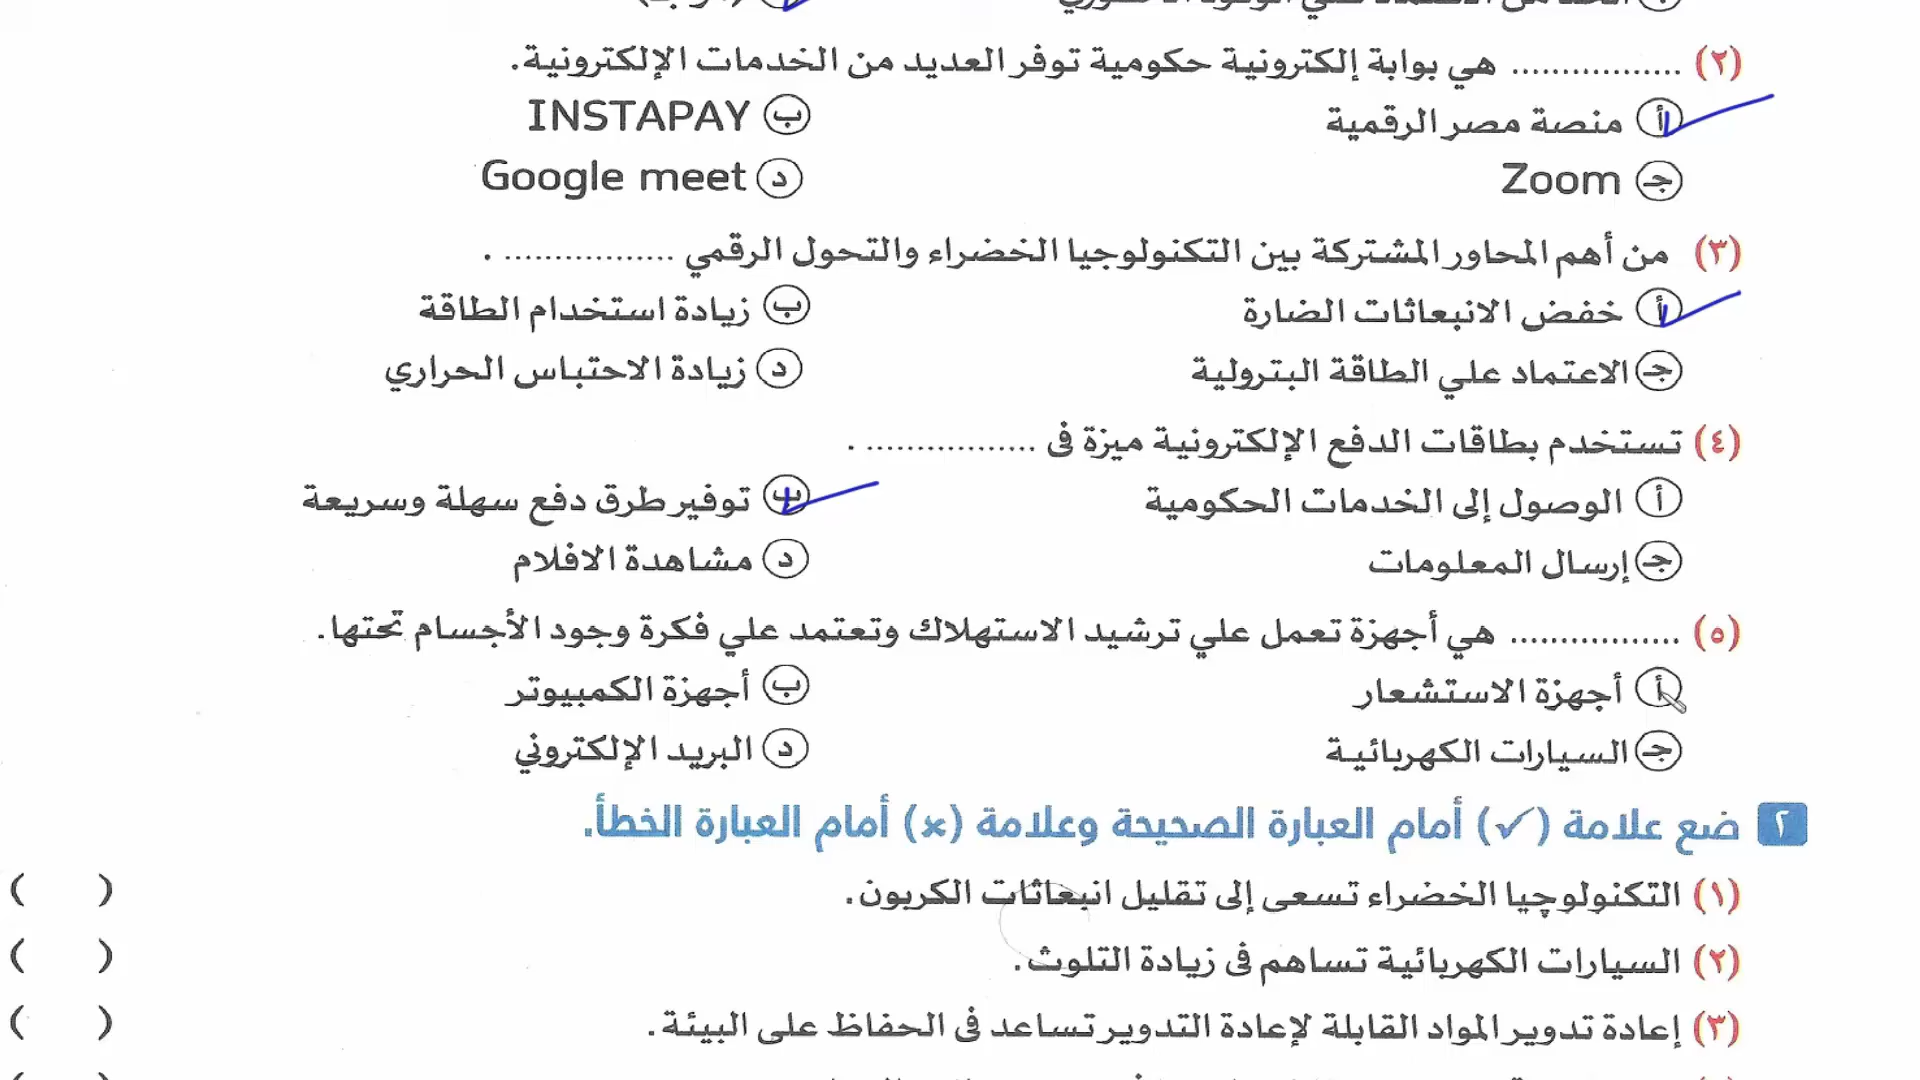 (٢) ................. هي بوابة إلكترونية حكومية توفر العديد من الخدمات الإلكترونية.
أ منصة مصر الرقمية ب INSTAPAY
جـ Zoom د Google meet
(٣) من أهم المحاور المشتركة بين التكنولوجيا الخضراء والتحول الرقمي ................. .
أ خفض الانبعاثات الضارة ب زيادة استخدام الطاقة
جـ الاعتماد علي الطاقة البترولية د زيادة الاحتباس الحراري
(٤) تستخدم بطاقات الدفع الإلكترونية ميزة فى ................. .
أ الوصول إلى الخدمات الحكومية ب توفير طرق دفع سهلة وسريعة
جـ إرسال المعلومات د مشاهدة الافلام
(٥) ................. هي أجهزة تعمل علي ترشيد الاستهلاك وتعتمد علي فكرة وجود الأجسام تحتها.
أ أجهزة الاستشعار ب أجهزة الكمبيوتر
جـ السيارات الكهربائية د البريد الإلكتروني
٢ ضع علامة (✓) أمام العبارة الصحيحة وعلامة (×) أمام العبارة الخطأ.
(١) التكنولوچيا الخضراء تسعى إلى تقليل انبعاثات الكربون. ( )
(٢) السيارات الكهربائية تساهم فى زيادة التلوث. ( )
(٣) إعادة تدوير المواد القابلة لإعادة التدوير تساعد فى الحفاظ على البيئة. ( )